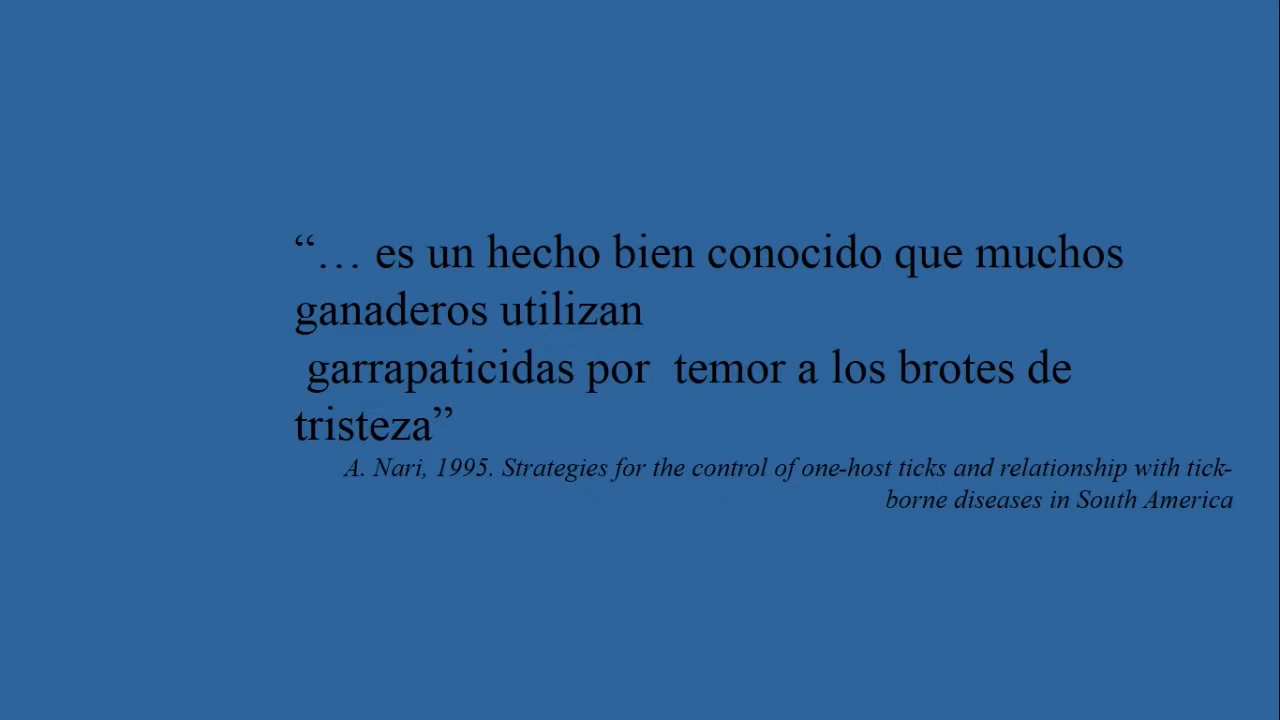 “… es un hecho bien conocido que muchos
ganaderos utilizan
garrapaticidas por  temor a los brotes de
tristeza”
A. Nari, 1995. Strategies for the control of one-host ticks and relationship with tick-
borne diseases in South America